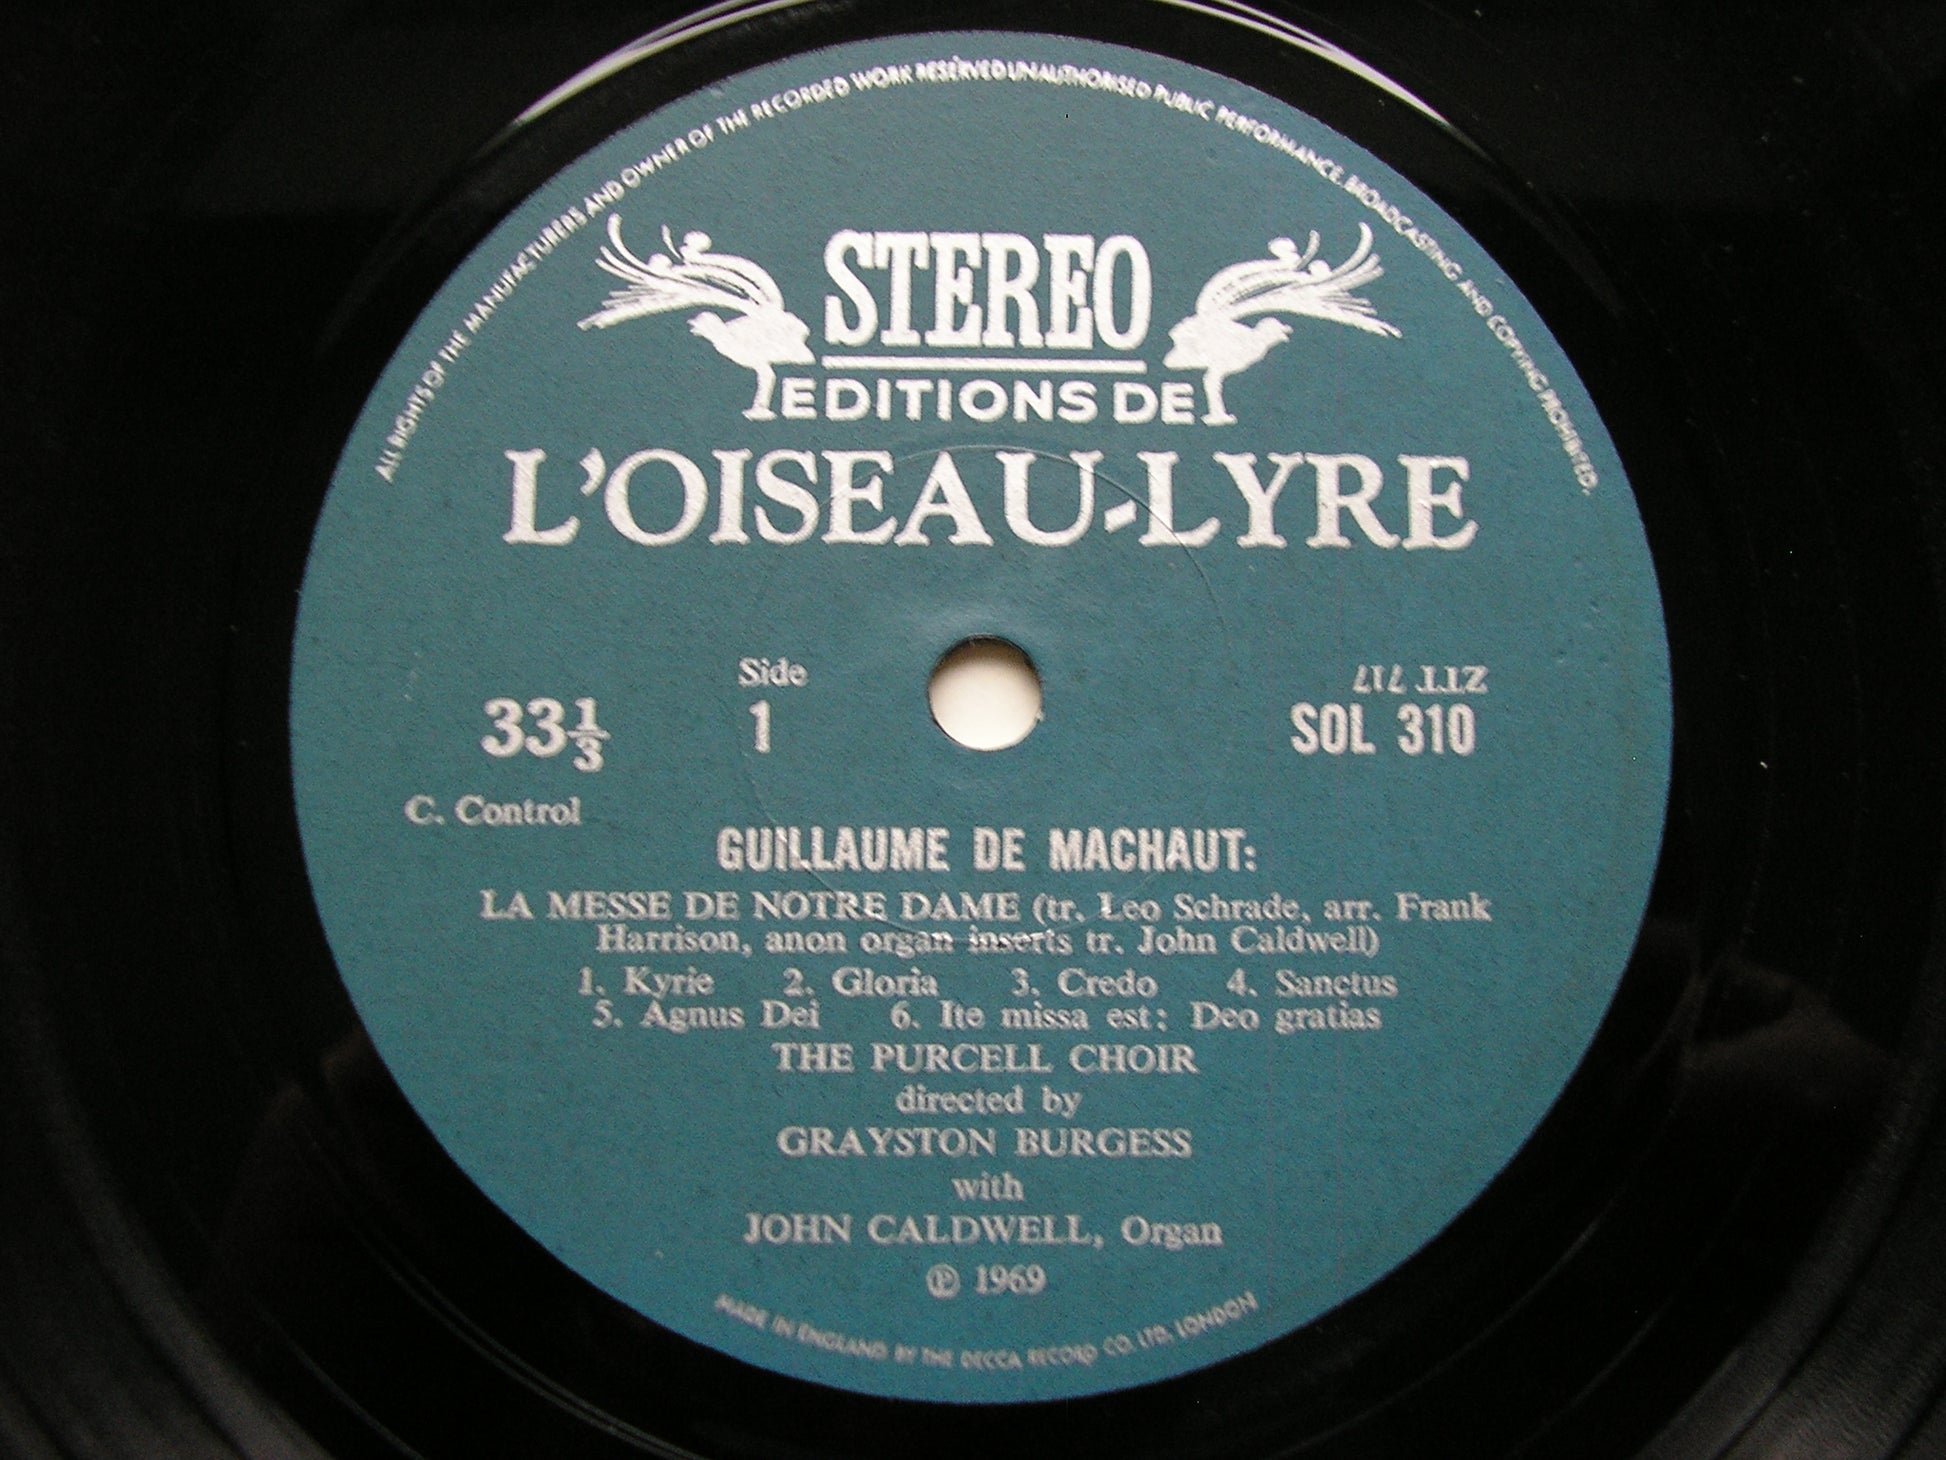 ALL RIGHTS OF THE MANUFACTURERS AND OWNER OF THE RECORDED WORK RESERVED UNAUTHORISED PUBLIC PERFORMANCE, BROADCASTING AND COPYING PROHIBITED.
STEREO
EDITIONS DE
L'OISEAU-LYRE
Side
1
33⅓
ZTT 717
SOL 310
C. Control
GUILLAUME DE MACHAUT:
LA MESSE DE NOTRE DAME (tr. Leo Schrade, arr. Frank
Harrison, anon organ inserts tr. John Caldwell)
1. Kyrie 2. Gloria 3. Credo 4. Sanctus
5. Agnus Dei 6. Ite missa est: Deo gratias
THE PURCELL CHOIR
directed by
GRAYSTON BURGESS
with
JOHN CALDWELL, Organ
℗ 1969
MADE IN ENGLAND BY THE DECCA RECORD CO. LTD. LONDON